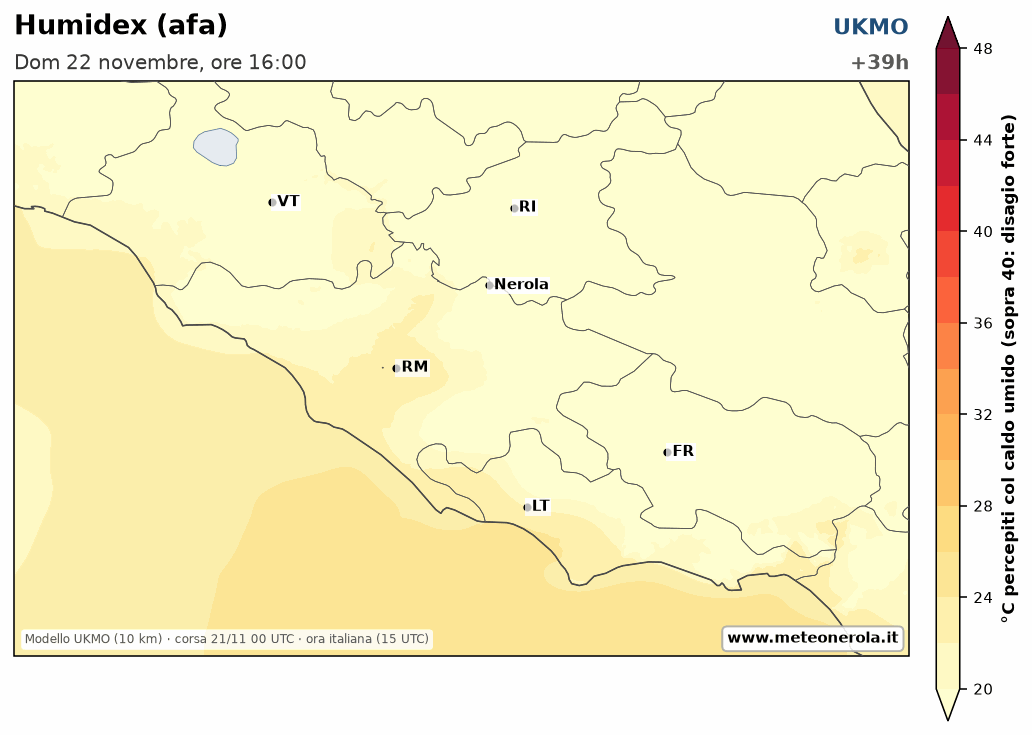 Humidex (afa)
UKMO
Dom 22 novembre, ore 16:00
+39h
VT
RI
Nerola
RM
FR
LT
Modello UKMO (10 km) · corsa 21/11 00 UTC · ora italiana (15 UTC)
www.meteonerola.it
48
44
40
36
32
28
24
20
°C percepiti col caldo umido (sopra 40: disagio forte)